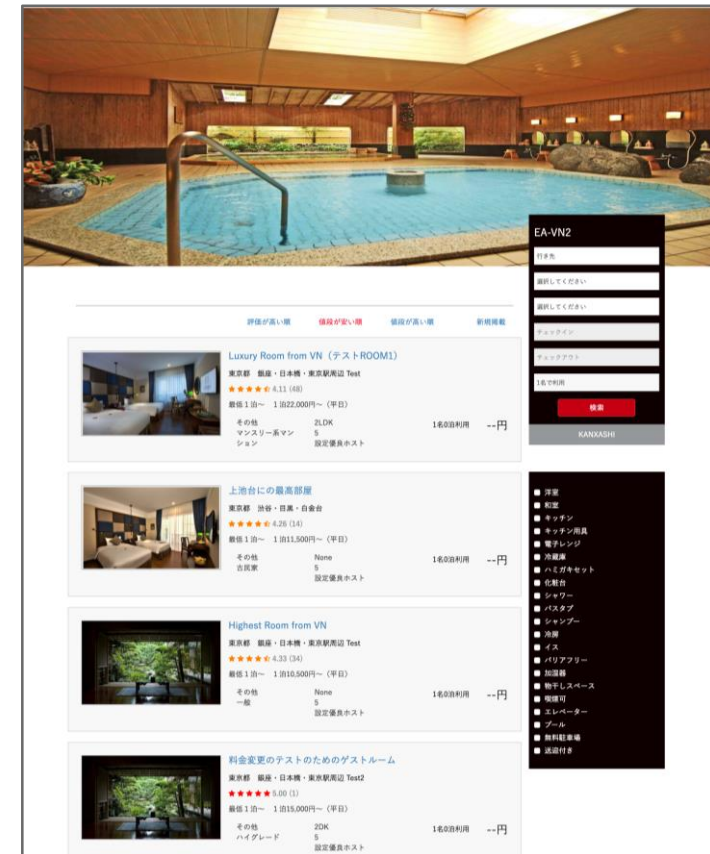 EA-VN2
行き先
選択してください
選択してください
チェックイン
チェックアウト
1名で利用
検索
KANXASHI
評価が高い順 値段が安い順 値段が高い順 新規掲載
Luxury Room from VN（テストROOM1）
東京都 銀座・日本橋・東京駅周辺 Test
4.11 (48)
最低１泊〜 １泊22,000円〜（平日）
その他 2LDK
マンスリー系マンション 5
設定優良ホスト
1名0泊利用 --円
上池台にの最高部屋
東京都 渋谷・目黒・白金台
4.26 (14)
最低１泊〜 １泊11,500円〜（平日）
その他 None
古民家 5
設定優良ホスト
1名0泊利用 --円
Highest Room from VN
東京都 銀座・日本橋・東京駅周辺 Test
4.33 (34)
最低１泊〜 １泊10,500円〜（平日）
その他 None
一般 5
設定優良ホスト
1名0泊利用 --円
料金変更のテストのためのゲストルーム
東京都 銀座・日本橋・東京駅周辺 Test2
5.00 (1)
最低１泊〜 １泊15,000円〜（平日）
その他 2DK
ハイグレード 5
設定優良ホスト
1名0泊利用 --円
洋室
和室
キッチン
キッチン用具
電子レンジ
冷蔵庫
ハミガキセット
化粧台
シャワー
バスタブ
シャンプー
冷房
イス
バリアフリー
加湿器
物干しスペース
喫煙可
エレベーター
プール
無料駐車場
送迎付き